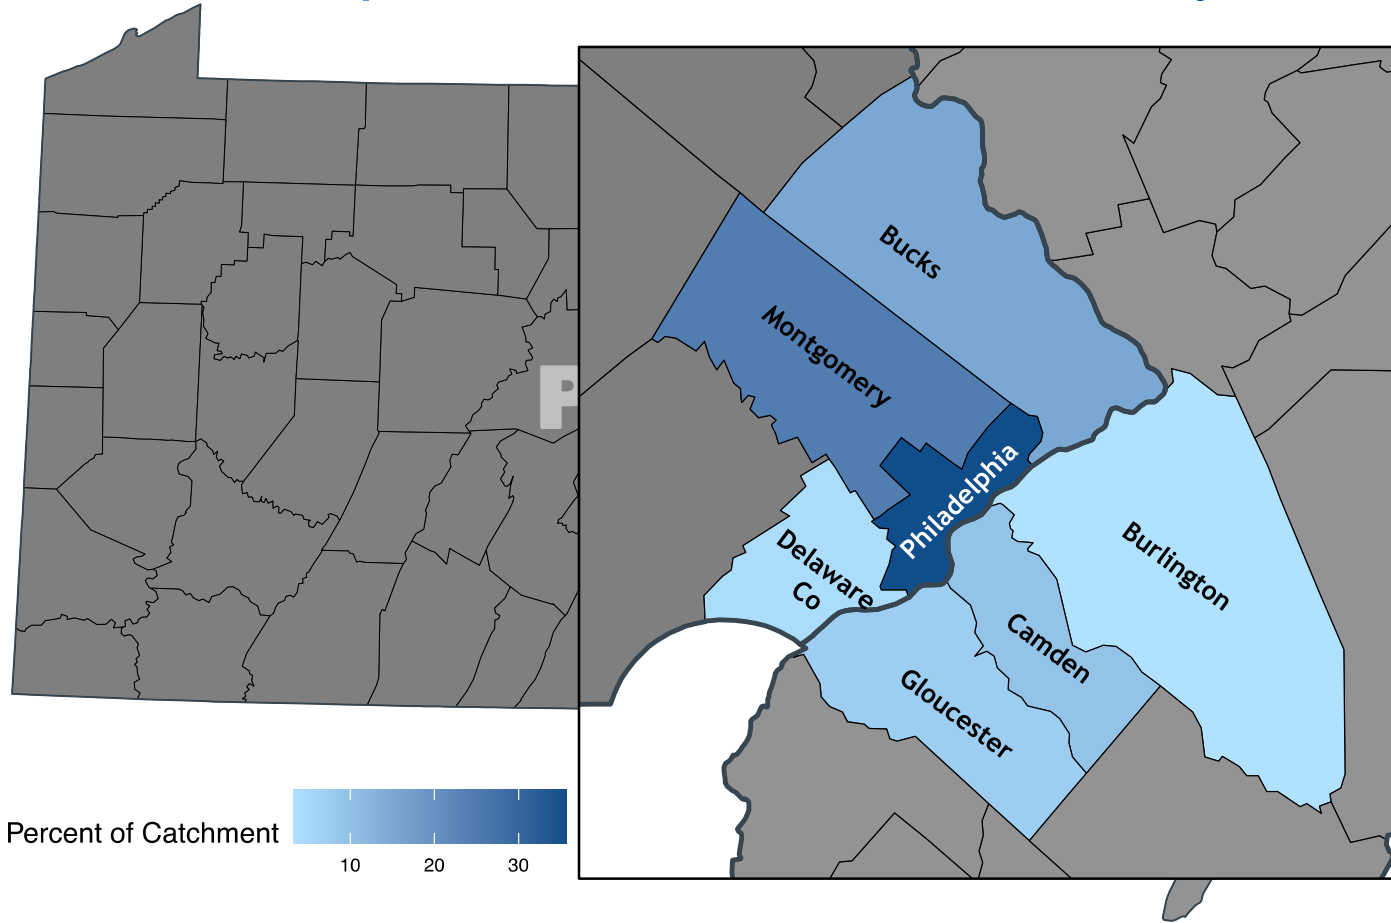 P
Bucks
Montgomery
Philadelphia
Delaware
Co
Burlington
Camden
Gloucester
Percent of Catchment
10 20 30